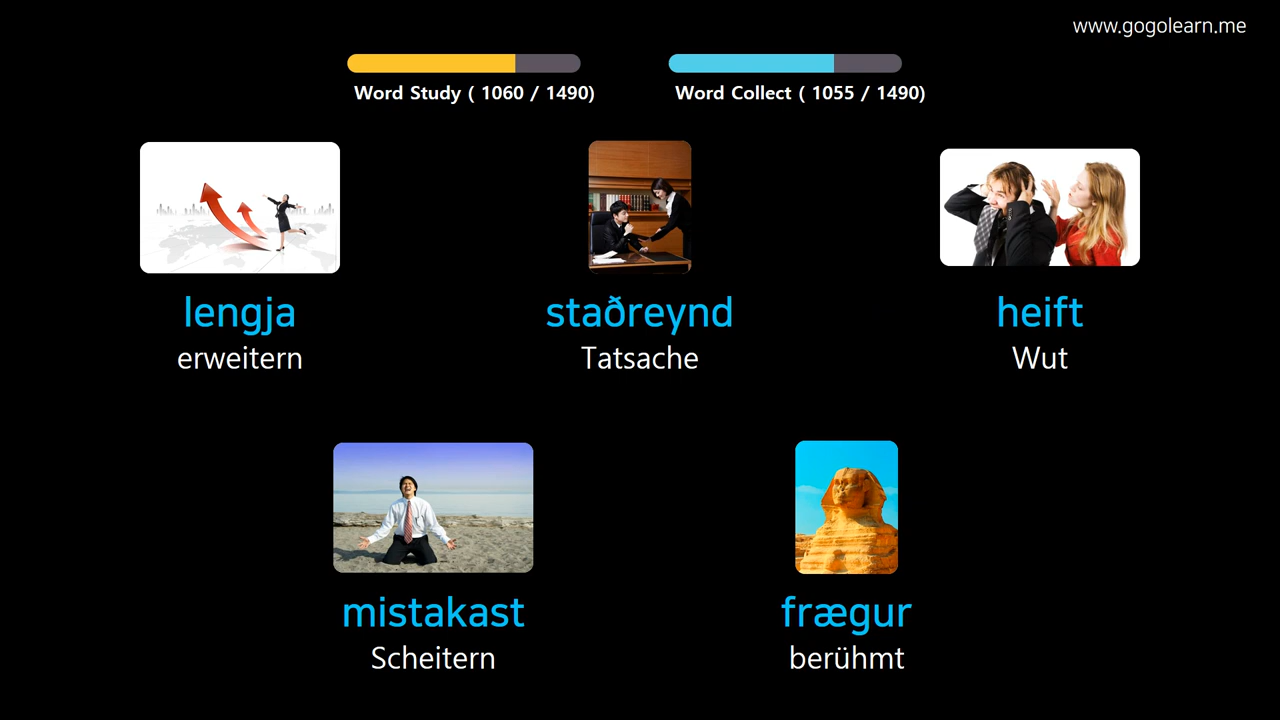 www.gogolearn.me
Word Study ( 1060 / 1490)
Word Collect ( 1055 / 1490)
lengja
erweitern
staðreynd
Tatsache
heift
Wut
mistakast
Scheitern
frægur
berühmt